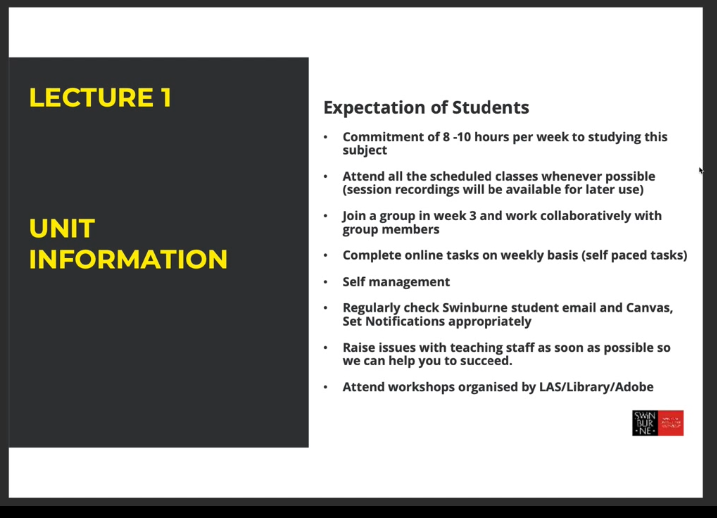 LECTURE 1
UNIT
INFORMATION
Expectation of Students
• Commitment of 8 -10 hours per week to studying this
subject
• Attend all the scheduled classes whenever possible
(session recordings will be available for later use)
• Join a group in week 3 and work collaboratively with
group members
• Complete online tasks on weekly basis (self paced tasks)
• Self management
• Regularly check Swinburne student email and Canvas,
Set Notifications appropriately
• Raise issues with teaching staff as soon as possible so
we can help you to succeed.
• Attend workshops organised by LAS/Library/Adobe
SWIN
BUR
• NE •